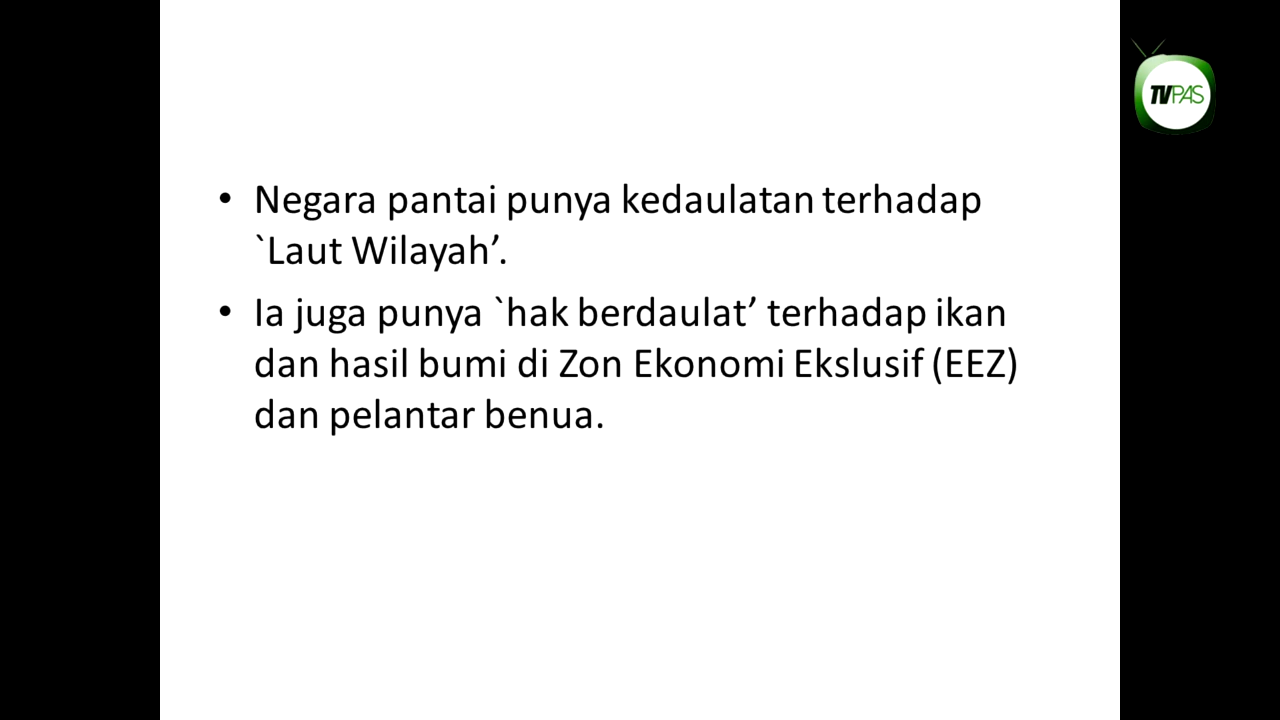 TVPAS
• Negara pantai punya kedaulatan terhadap
`Laut Wilayah’.
• Ia juga punya `hak berdaulat’ terhadap ikan
dan hasil bumi di Zon Ekonomi Ekslusif (EEZ)
dan pelantar benua.